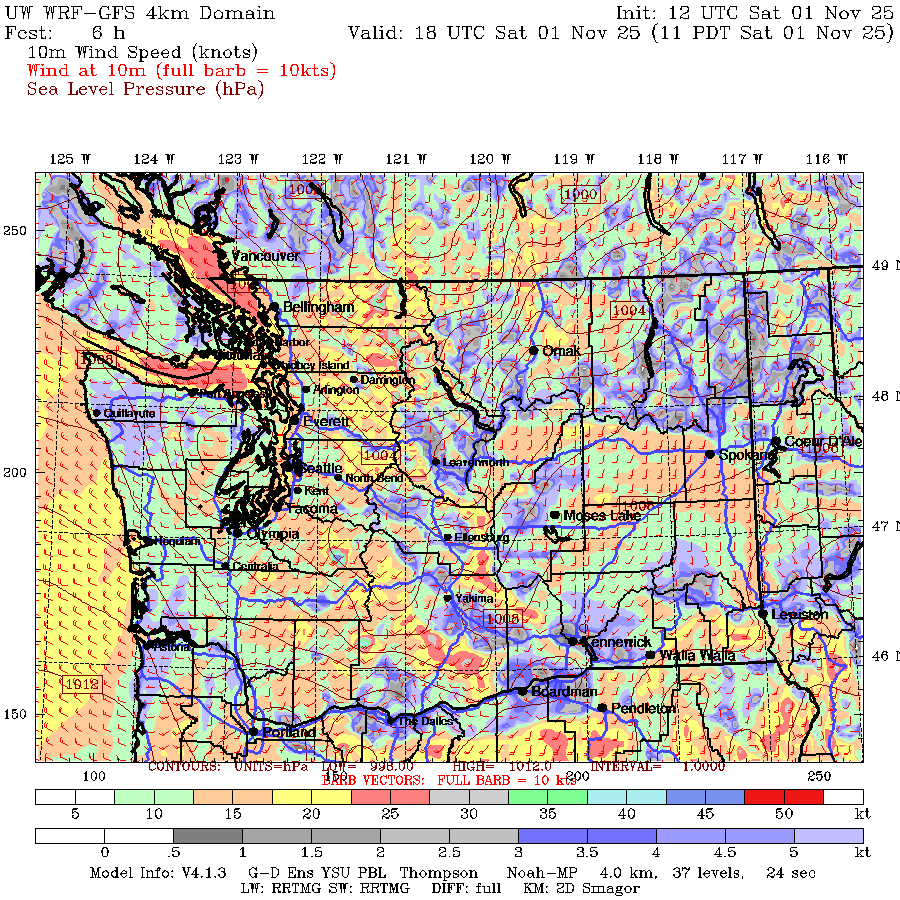 UW WRF-GFS 4km Domain Init: 12 UTC Sat 01 Nov 25
Fcst: 6 h Valid: 18 UTC Sat 01 Nov 25 (11 PDT Sat 01 Nov 25)
10m Wind Speed (knots)
Wind at 10m (full barb = 10kts)
Sea Level Pressure (hPa)
125 W 124 W 123 W 122 W 121 W 120 W 119 W 118 W 117 W 116 W
1000
250
Vancouver
49 N
Bellingham
1004
Omak
Whidbey Island
Darrington
Arlington
48 N
Quillayute
Everett
Coeur D'Ale
Spokane
1004
1008
Leavenworth
200
Seattle
North Bend
Kent
Tacoma
Moses Lake
47 N
Olympia
Ellensburg
Hoquiam
Centralia
Yakima
1008
Lewiston
Kennewick
Astoria
Walla Walla
46 N
1012
Boardman
Pendleton
150
The Dalles
Portland
CONTOURS: UNITS=hPa LOW= 998.00 HIGH= 1012.0 INTERVAL= 1.0000
100 150 200 250
BARB VECTORS: FULL BARB = 10 kts
5 10 15 20 25 30 35 40 45 50 kt
0 .5 1 1.5 2 2.5 3 3.5 4 4.5 5 kt
Model Info: V4.1.3 G-D Ens YSU PBL Thompson Noah-MP 4.0 km, 37 levels, 24 sec
LW: RRTMG SW: RRTMG DIFF: full KM: 2D Smagor